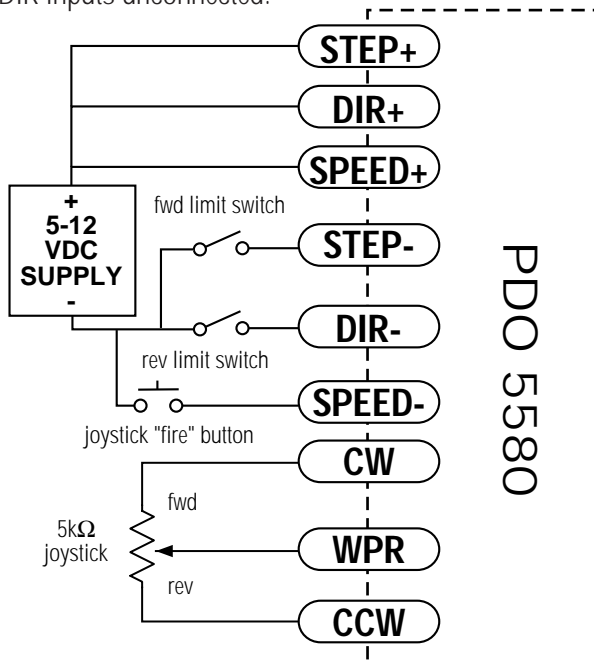 DIR inputs unconnected.
STEP+
DIR+
SPEED+
+
5-12
VDC
SUPPLY
-
fwd limit switch
STEP-
DIR-
rev limit switch
SPEED-
joystick "fire" button
CW
fwd
5kΩ
joystick
WPR
rev
CCW
PDO 5580